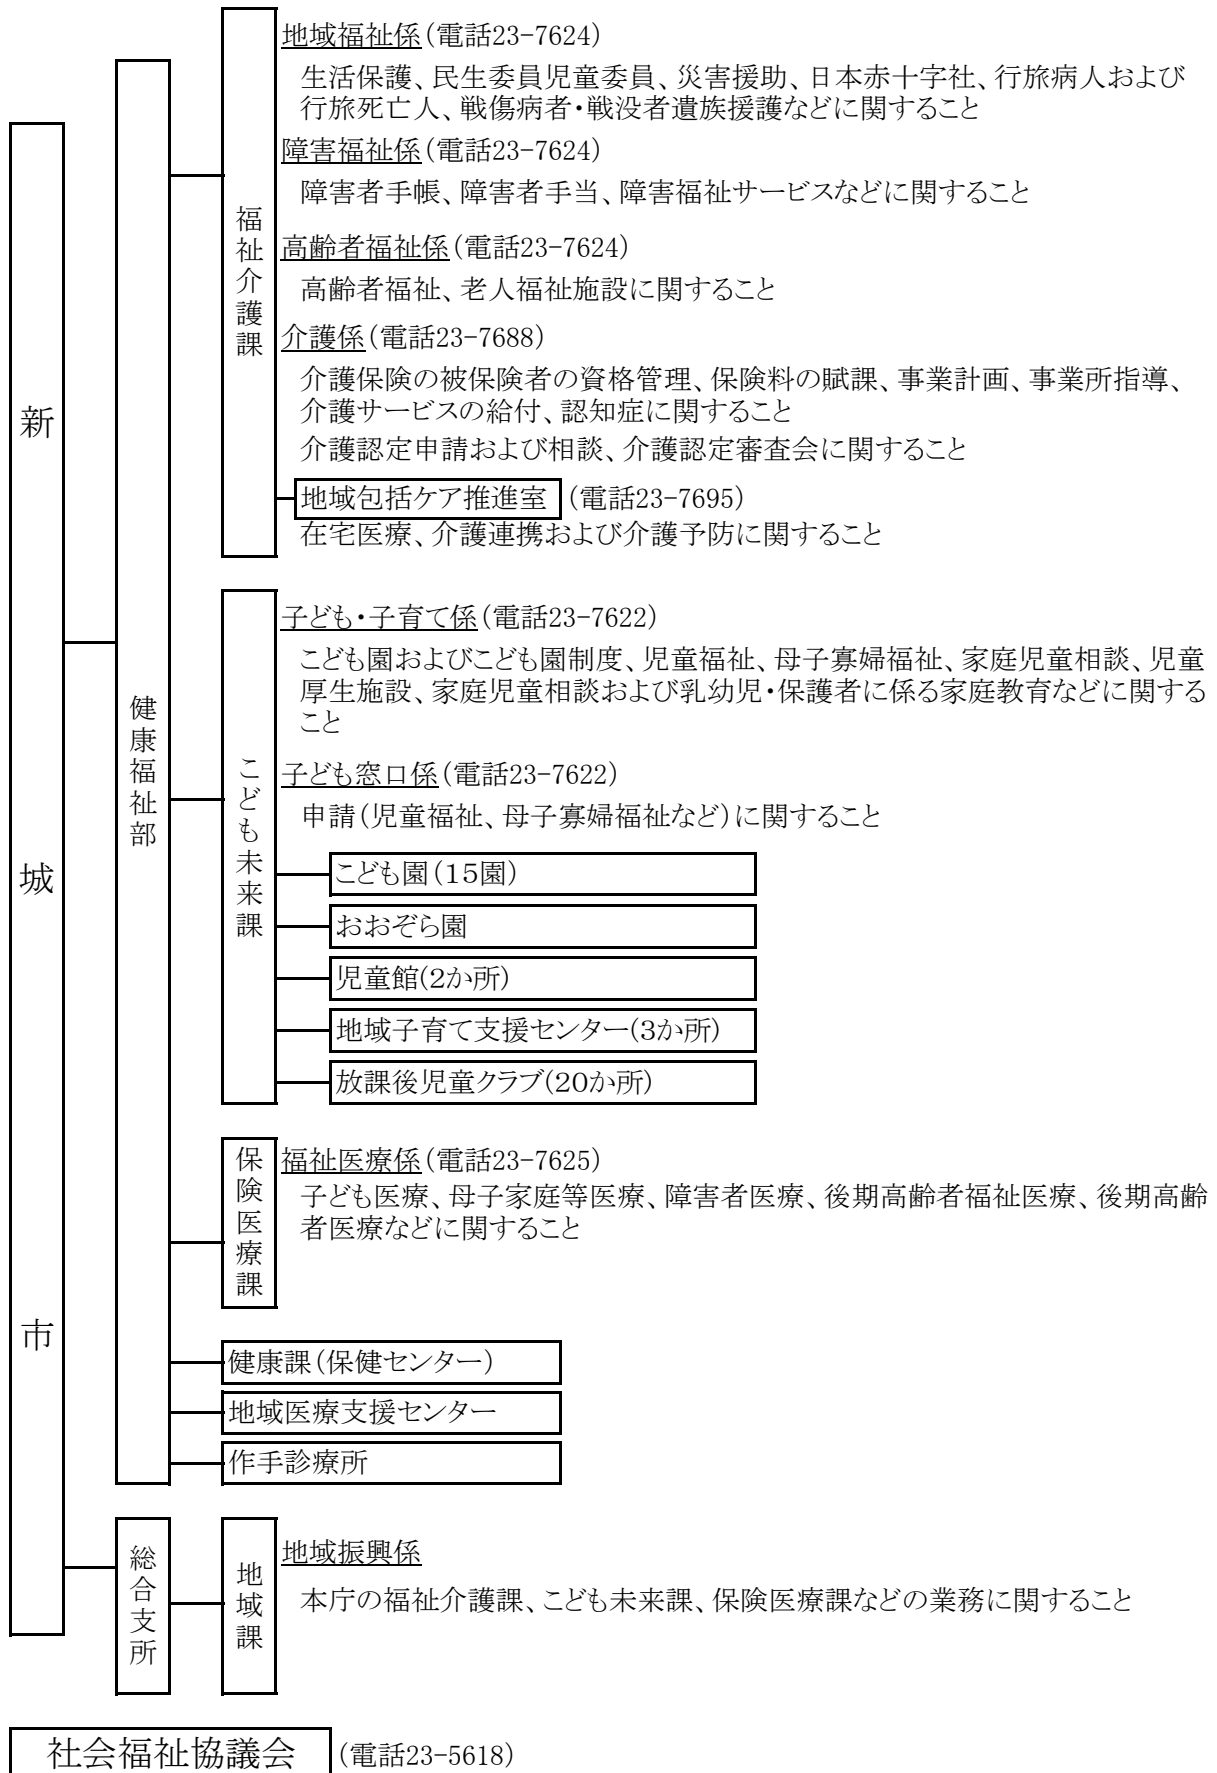 新城市
健康福祉部
福祉介護課
地域福祉係(電話23-7624)
生活保護、民生委員児童委員、災害援助、日本赤十字社、行旅病人および
行旅死亡人、戦傷病者・戦没者遺族援護などに関すること
障害福祉係(電話23-7624)
障害者手帳、障害者手当、障害福祉サービスなどに関すること
高齢者福祉係(電話23-7624)
高齢者福祉、老人福祉施設に関すること
介護係(電話23-7688)
介護保険の被保険者の資格管理、保険料の賦課、事業計画、事業所指導、
介護サービスの給付、認知症に関すること
介護認定申請および相談、介護認定審査会に関すること
地域包括ケア推進室(電話23-7695)
在宅医療、介護連携および介護予防に関すること
こども未来課
子ども・子育て係(電話23-7622)
こども園およびこども園制度、児童福祉、母子寡婦福祉、家庭児童相談、児童
厚生施設、家庭児童相談および乳幼児・保護者に係る家庭教育などに関する
こと
子ども窓口係(電話23-7622)
申請(児童福祉、母子寡婦福祉など)に関すること
こども園(15園)
おおぞら園
児童館(2か所)
地域子育て支援センター(3か所)
放課後児童クラブ(20か所)
保険医療課
福祉医療係(電話23-7625)
子ども医療、母子家庭等医療、障害者医療、後期高齢者福祉医療、後期高齢
者医療などに関すること
健康課(保健センター)
地域医療支援センター
作手診療所
総合支所
地域課
地域振興係
本庁の福祉介護課、こども未来課、保険医療課などの業務に関すること
社会福祉協議会(電話23-5618)